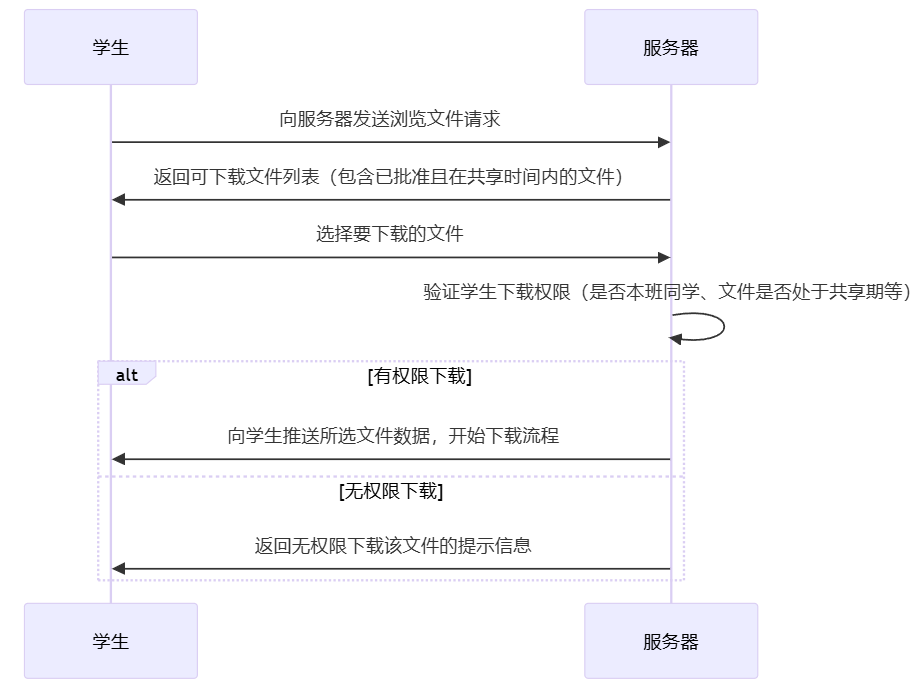 学生
服务器
向服务器发送浏览文件请求
返回可下载文件列表（包含已批准且在共享时间内的文件）
选择要下载的文件
验证学生下载权限（是否本班同学、文件是否处于共享期等）
alt
[有权限下载]
向学生推送所选文件数据，开始下载流程
[无权限下载]
返回无权限下载该文件的提示信息
学生
服务器